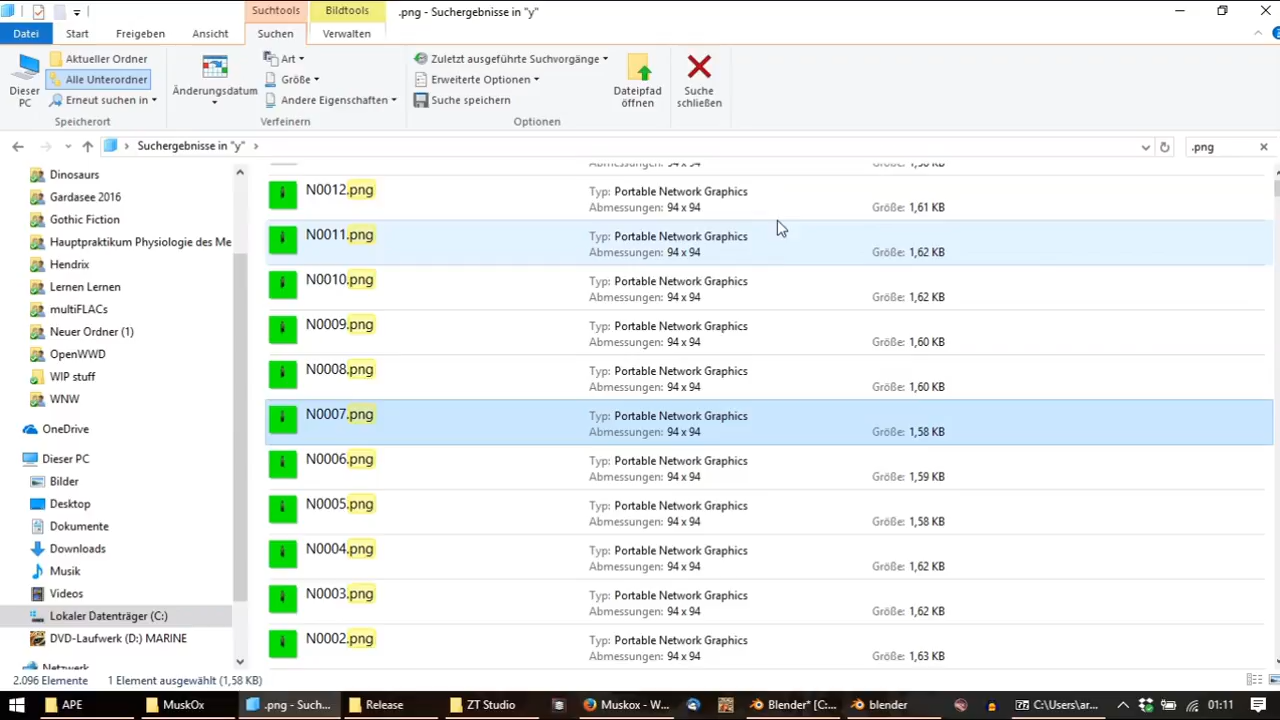 Suchtools
Bildtools
.png - Suchergebnisse in "y"
Datei
Start
Freigeben
Ansicht
Suchen
Verwalten
Dieser PC
Aktueller Ordner
Alle Unterordner
Erneut suchen in
Speicherort
Änderungsdatum
Art
Größe
Andere Eigenschaften
Verfeinern
Zuletzt ausgeführte Suchvorgänge
Erweiterte Optionen
Suche speichern
Optionen
Dateipfad öffnen
Suche schließen
Suchergebnisse in "y"
.png
Dinosaurs
Gardasee 2016
Gothic Fiction
Hauptpraktikum Physiologie des Me
Hendrix
Lernen Lernen
multiFLACs
Neuer Ordner (1)
OpenWWD
WIP stuff
WNW
OneDrive
Dieser PC
Bilder
Desktop
Dokumente
Downloads
Musik
Videos
Lokaler Datenträger (C:)
DVD-Laufwerk (D:) MARINE
Netzwerk
Abmessungen: 94 x 94
N0012.png
Typ: Portable Network Graphics
Abmessungen: 94 x 94
Größe: 1,61 KB
N0011.png
Typ: Portable Network Graphics
Abmessungen: 94 x 94
Größe: 1,62 KB
N0010.png
Typ: Portable Network Graphics
Abmessungen: 94 x 94
Größe: 1,62 KB
N0009.png
Typ: Portable Network Graphics
Abmessungen: 94 x 94
Größe: 1,60 KB
N0008.png
Typ: Portable Network Graphics
Abmessungen: 94 x 94
Größe: 1,60 KB
N0007.png
Typ: Portable Network Graphics
Abmessungen: 94 x 94
Größe: 1,58 KB
N0006.png
Typ: Portable Network Graphics
Abmessungen: 94 x 94
Größe: 1,59 KB
N0005.png
Typ: Portable Network Graphics
Abmessungen: 94 x 94
Größe: 1,58 KB
N0004.png
Typ: Portable Network Graphics
Abmessungen: 94 x 94
Größe: 1,62 KB
N0003.png
Typ: Portable Network Graphics
Abmessungen: 94 x 94
Größe: 1,62 KB
N0002.png
Typ: Portable Network Graphics
Abmessungen: 94 x 94
Größe: 1,63 KB
2.096 Elemente
1 Element ausgewählt (1,58 KB)
APE
MuskOx
.png - Such...
Release
ZT Studio
Muskox - W...
Blender* [C:...
blender
C:\Users\ar...
01:11